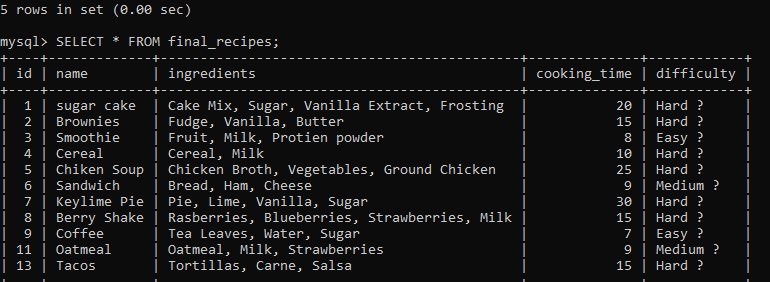 5 rows in set (0.00 sec)
mysql> SELECT * FROM final_recipes;
+----+--------------+----------------------------------------------+--------------+------------+
| id | name         | ingredients                                  | cooking_time | difficulty |
+----+--------------+----------------------------------------------+--------------+------------+
|  1 | sugar cake   | Cake Mix, Sugar, Vanilla Extract, Frosting   |           20 | Hard ?     |
|  2 | Brownies     | Fudge, Vanilla, Butter                       |           15 | Hard ?     |
|  3 | Smoothie     | Fruit, Milk, Protien powder                  |            8 | Easy ?     |
|  4 | Cereal       | Cereal, Milk                                 |           10 | Hard ?     |
|  5 | Chiken Soup  | Chicken Broth, Vegetables, Ground Chicken    |           25 | Hard ?     |
|  6 | Sandwich     | Bread, Ham, Cheese                           |            9 | Medium ?   |
|  7 | Keylime Pie  | Pie, Lime, Vanilla, Sugar                    |           30 | Hard ?     |
|  8 | Berry Shake  | Rasberries, Blueberries, Strawberries, Milk  |           15 | Hard ?     |
|  9 | Coffee       | Tea Leaves, Water, Sugar                     |            7 | Easy ?     |
| 11 | Oatmeal      | Oatmeal, Milk, Strawberries                  |            9 | Medium ?   |
| 13 | Tacos        | Tortillas, Carne, Salsa                      |           15 | Hard ?     |